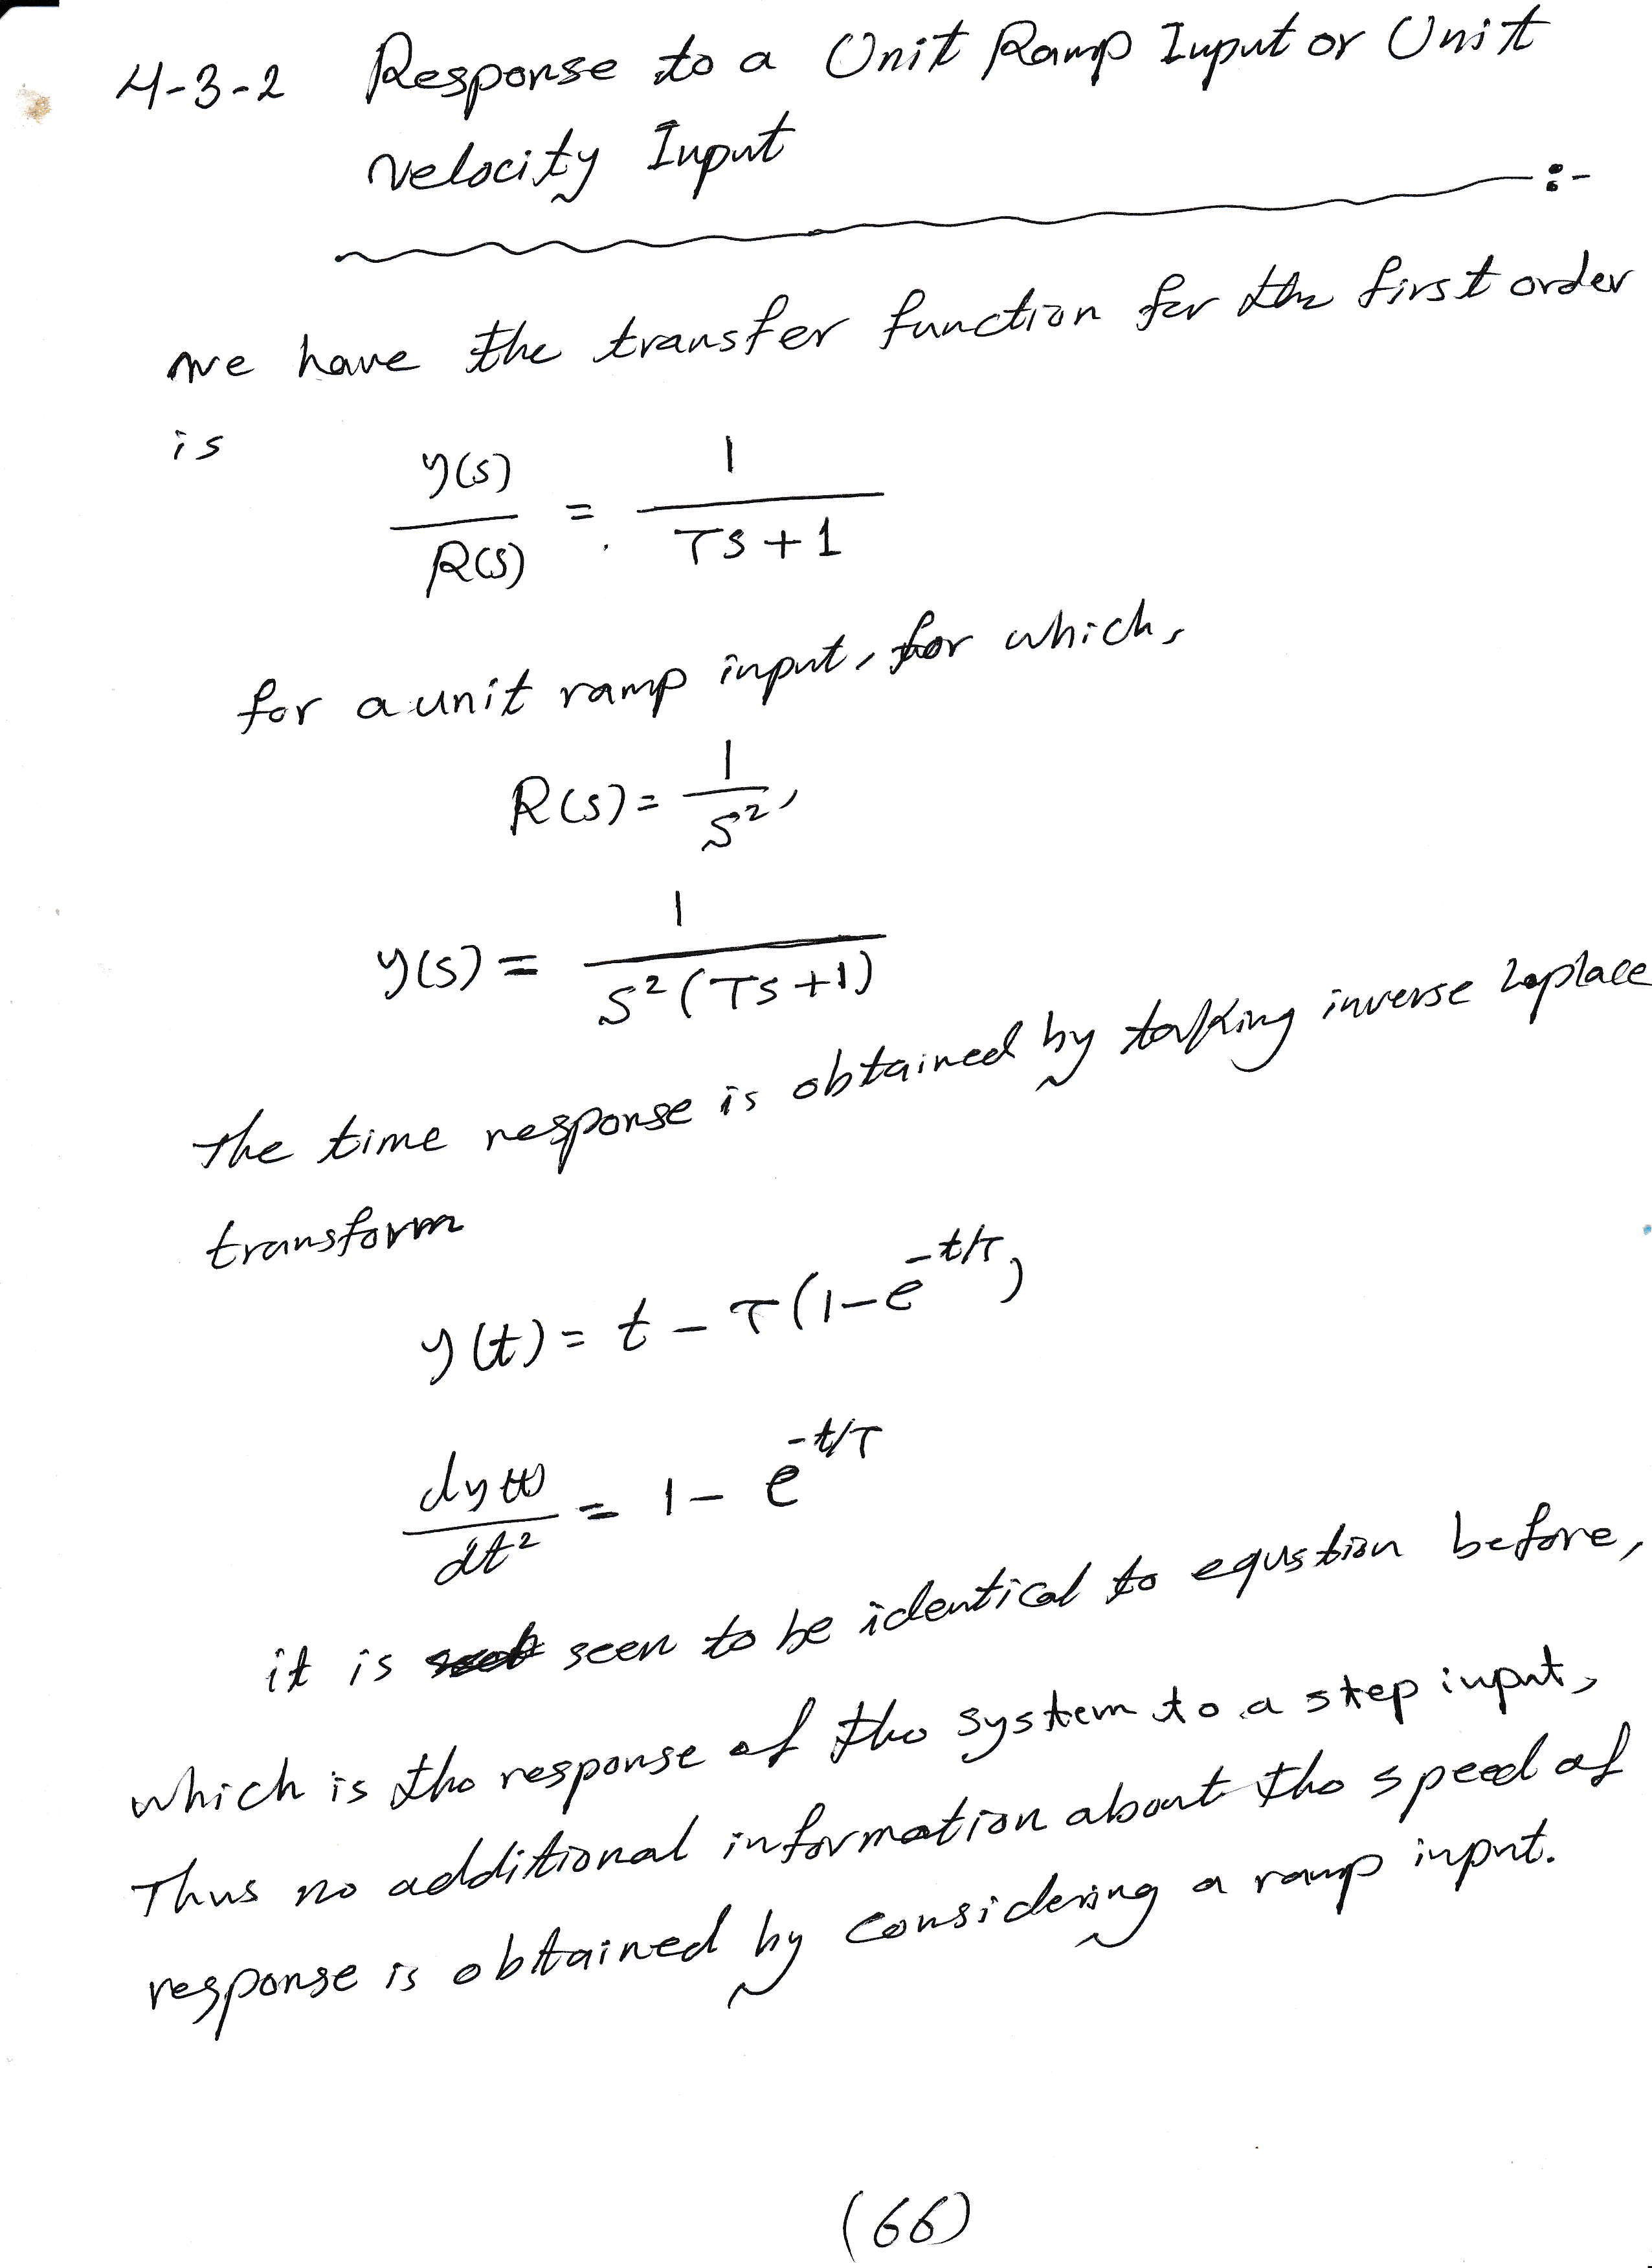 4-3-2 Response to a Unit Ramp Input or Unit
Velocity Input :-
we have the transfer function for the first order
is
y(s)/R(s) = 1/(Ts+1)
for a unit ramp input, for which,
R(s) = 1/s²,
y(s) = 1/(s²(Ts+1))
The time response is obtained by taking inverse Laplace
transform
y(t) = t - T(1-e^(-t/T))
dy(t)/dt² = 1 - e^(-t/T)
it is seen to be identical to equstion before,
which is the response of the system to a step input,
Thus no additional information about the speed of
response is obtained by considering a ramp input.
(66)